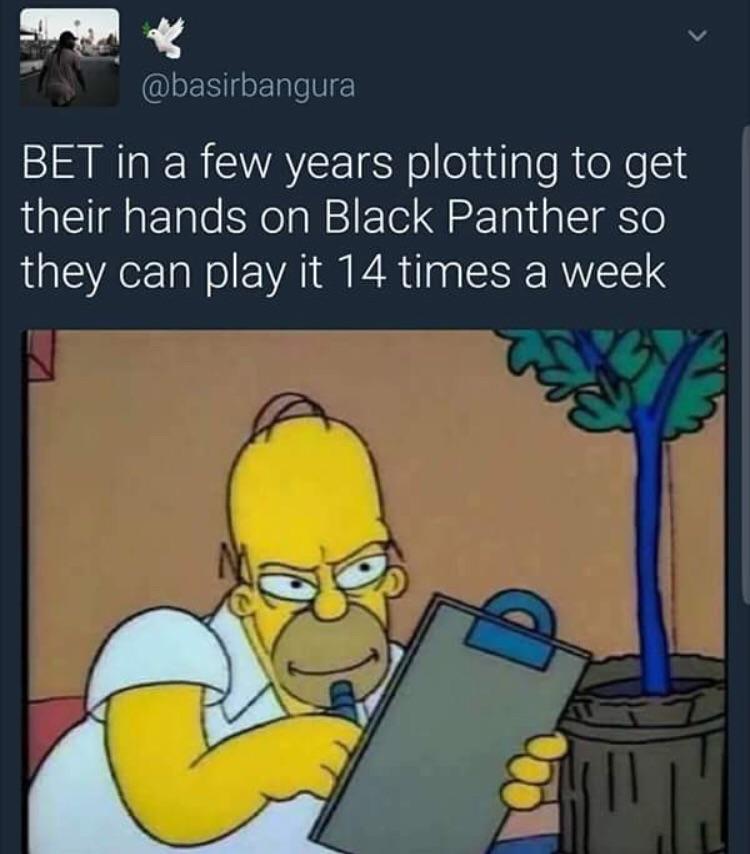 @basirbangura
BET in a few years plotting to get
their hands on Black Panther so
they can play it 14 times a week